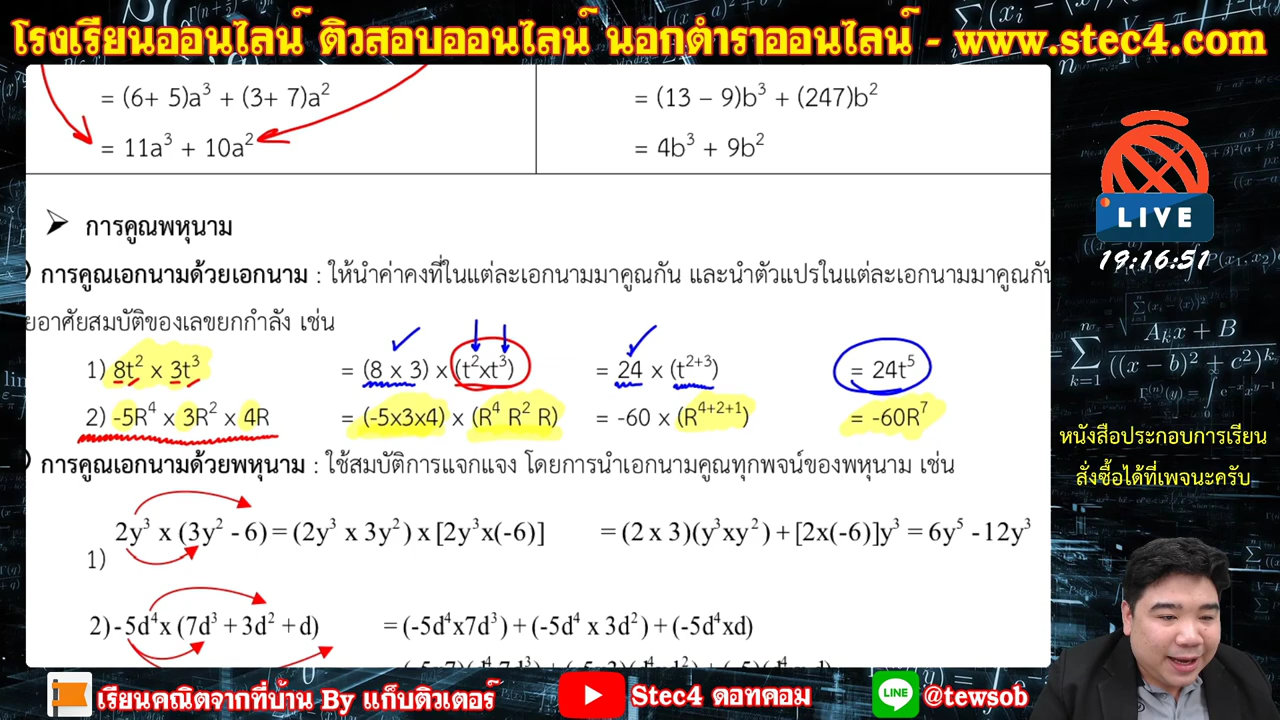 โรงเรียนออนไลน์ ติวสอบออนไลน์ นอกตำราออนไลน์ - www.stec4.com
= (6+ 5)a³ + (3+ 7)a² = (13 – 9)b³ + (247)b²
= 11a³ + 10a² = 4b³ + 9b²
➢ การคูณพหุนาม
) การคูณเอกนามด้วยเอกนาม : ให้นำค่าคงที่ในแต่ละเอกนามมาคูณกัน และนำตัวแปรในแต่ละเอกนามมาคูณกัน
ยอาศัยสมบัติของเลขยกกำลัง เช่น
1) 8t² x 3t³ = (8 x 3) x (t²xt³) = 24 x (t²⁺³) = 24t⁵
2) -5R⁴ x 3R² x 4R = (-5x3x4) x (R⁴ R² R) = -60 x (R⁴⁺²⁺¹) = -60R⁷
) การคูณเอกนามด้วยพหุนาม : ใช้สมบัติการแจกแจง โดยการนำเอกนามคูณทุกพจน์ของพหุนาม เช่น
1) 2y³ x (3y² - 6) = (2y³ x 3y²) x [2y³x(-6)] = (2 x 3)(y³xy²) + [2x(-6)]y³ = 6y⁵ -12y³
2) -5d⁴x (7d³ + 3d² + d) = (-5d⁴x7d³) + (-5d⁴ x 3d²) + (-5d⁴xd)
LIVE
19:16:51
หนังสือประกอบการเรียน
สั่งซื้อได้ที่เพจนะครับ
เรียนคณิตจากที่บ้าน By แก็บติวเตอร์
Stec4 ดอทคอม
LINE
@tewsob